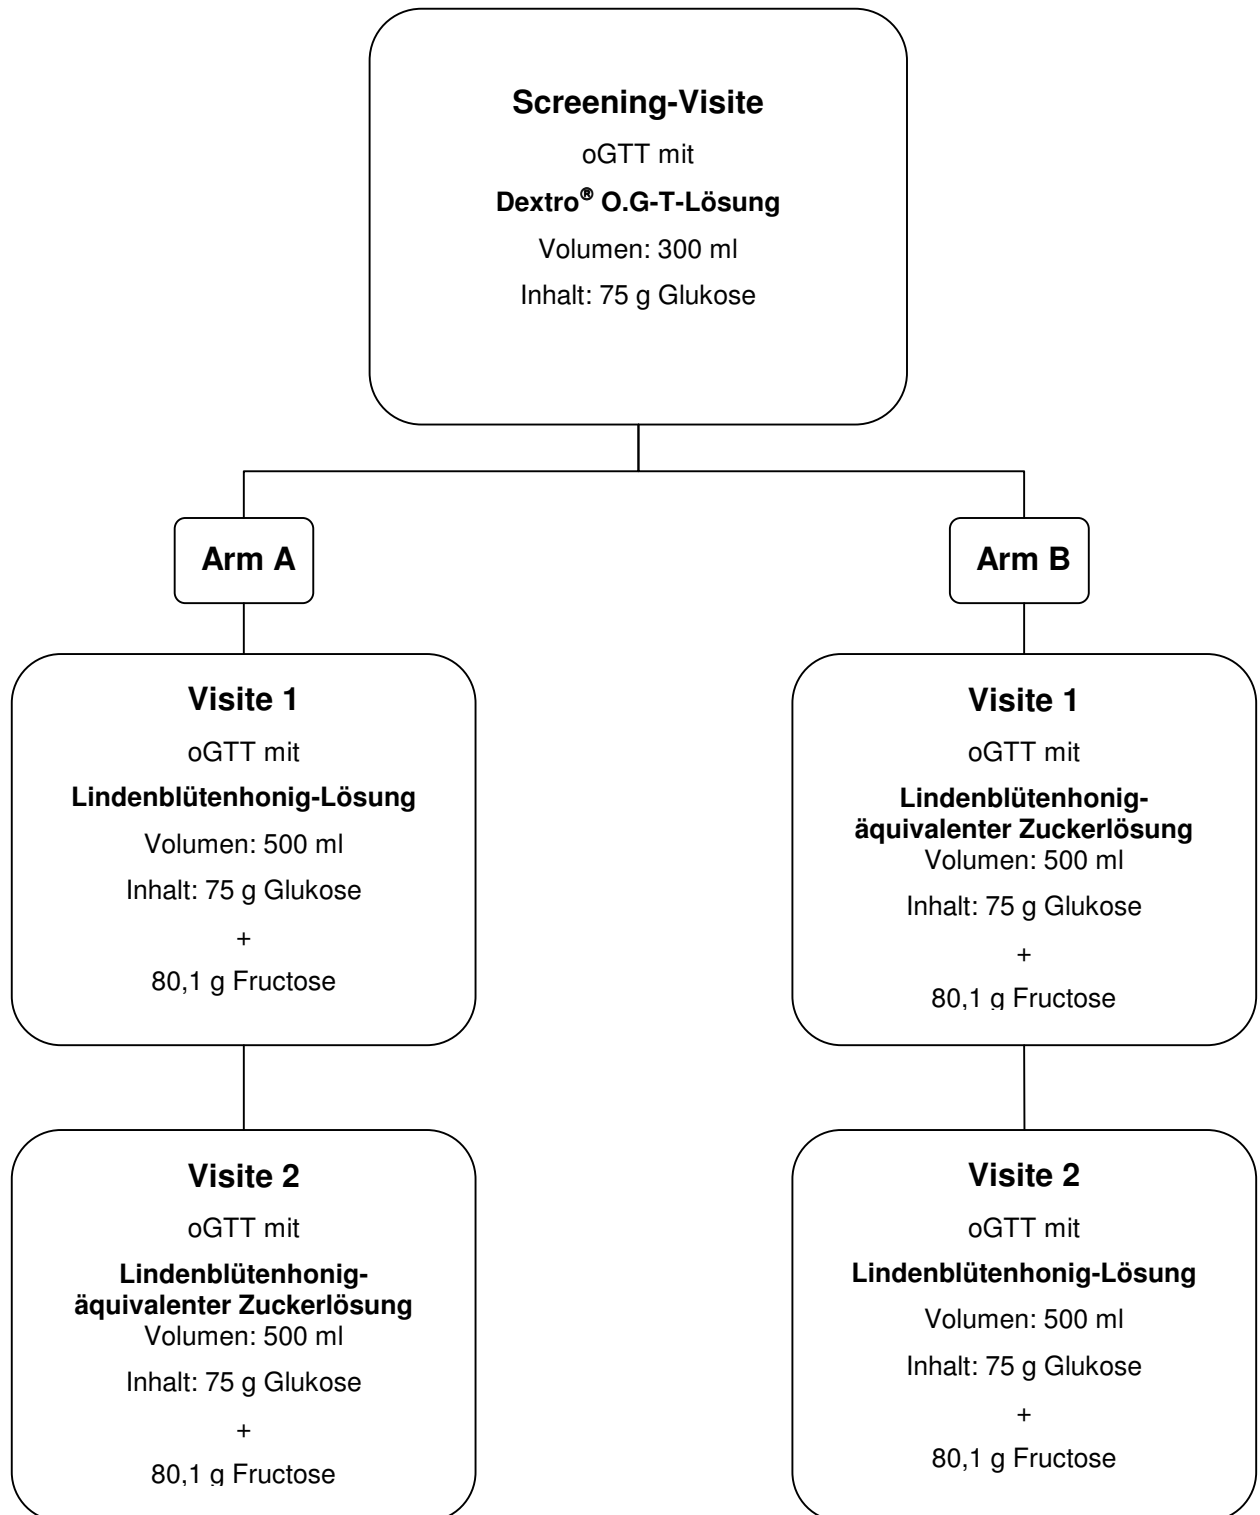 Screening-Visite
oGTT mit
Dextro® O.G-T-Lösung
Volumen: 300 ml
Inhalt: 75 g Glukose
Arm A
Arm B
Visite 1
oGTT mit
Lindenblütenhonig-Lösung
Volumen: 500 ml
Inhalt: 75 g Glukose
+
80,1 g Fructose
Visite 1
oGTT mit
Lindenblütenhonig-
äquivalenter Zuckerlösung
Volumen: 500 ml
Inhalt: 75 g Glukose
+
80,1 g Fructose
Visite 2
oGTT mit
Lindenblütenhonig-
äquivalenter Zuckerlösung
Volumen: 500 ml
Inhalt: 75 g Glukose
+
80,1 g Fructose
Visite 2
oGTT mit
Lindenblütenhonig-Lösung
Volumen: 500 ml
Inhalt: 75 g Glukose
+
80,1 g Fructose